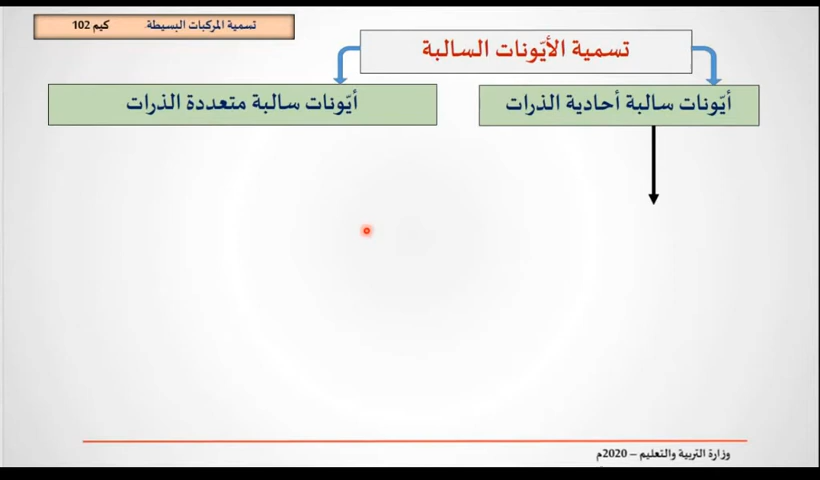 تسمية المركبات البسيطة. كيم 102
تسمية الأيّونات السالبة
أيّونات سالبة أحادية الذرات
أيّونات سالبة متعددة الذرات
وزارة التربية والتعليم – 2020م